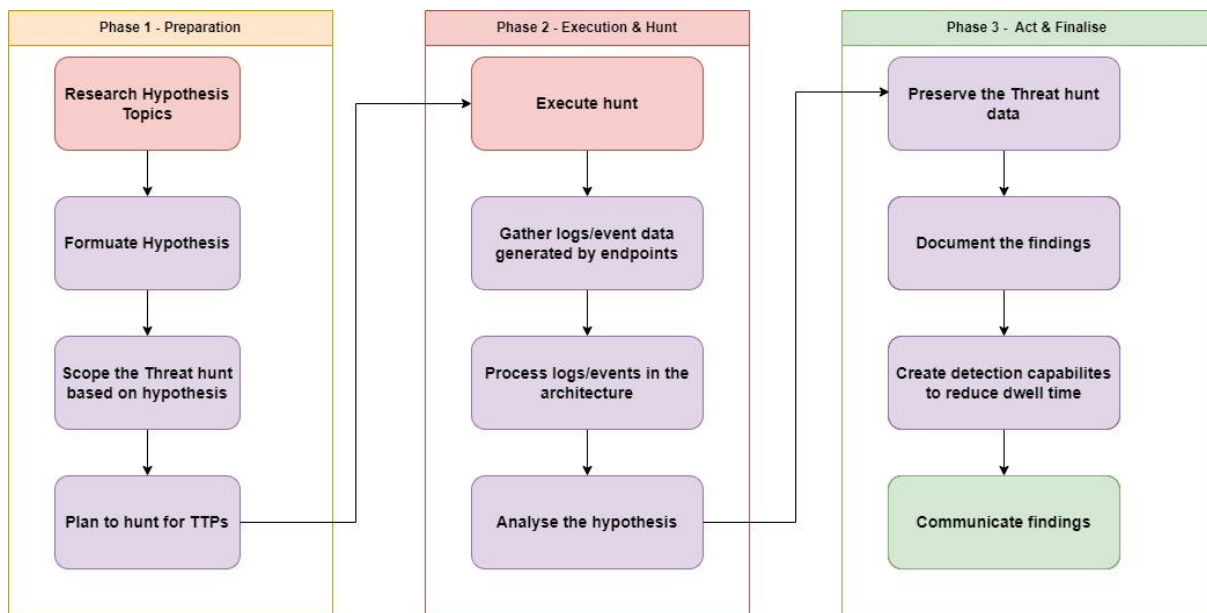 Phase 1 - Preparation
Research Hypothesis
Topics
Formuate Hypothesis
Scope the Threat hunt
based on hypothesis
Plan to hunt for TTPs
Phase 2 - Execution & Hunt
Execute hunt
Gather logs/event data
generated by endpoints
Process logs/events in the
architecture
Analyse the hypothesis
Phase 3 - Act & Finalise
Preserve the Threat hunt
data
Document the findings
Create detection capabilites
to reduce dwell time
Communicate findings